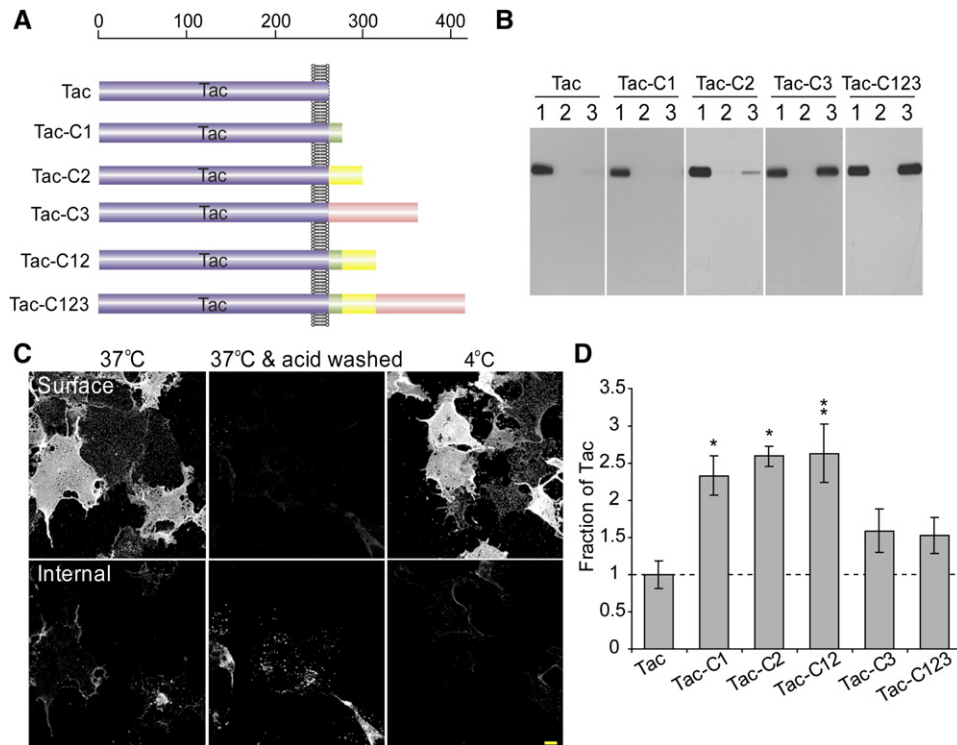 A
0 100 200 300 400
Tac Tac
Tac-C1 Tac
Tac-C2 Tac
Tac-C3 Tac
Tac-C12 Tac
Tac-C123 Tac
B
Tac Tac-C1 Tac-C2 Tac-C3 Tac-C123
1 2 3 1 2 3 1 2 3 1 2 3 1 2 3
C
37°C 37°C & acid washed 4°C
Surface
Internal
D
Fraction of Tac
3.5
3
2.5
2
1.5
1
0.5
0
* * **
Tac Tac-C1 Tac-C2 Tac-C12 Tac-C3 Tac-C123